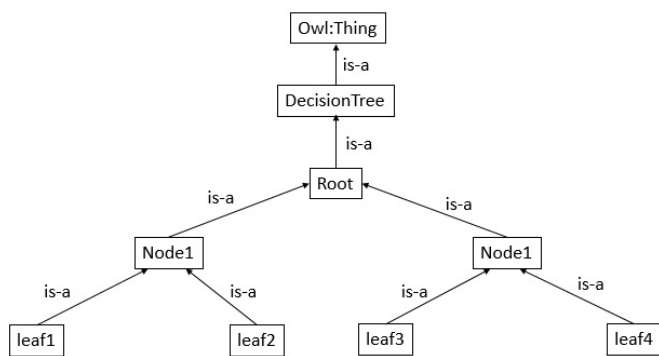 Owl:Thing
is-a
DecisionTree
is-a
Root
is-a
is-a
Node1
Node1
is-a
is-a
is-a
is-a
leaf1
leaf2
leaf3
leaf4